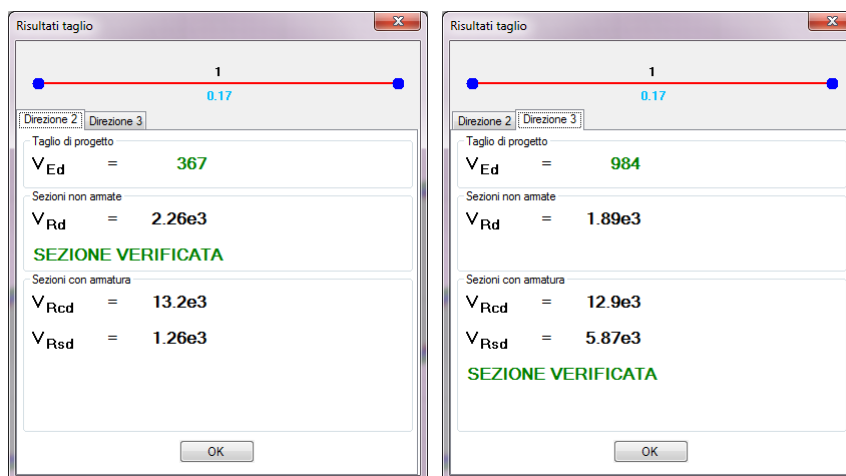 Risultati taglio
x
1
0.17
Direzione 2 Direzione 3
Taglio di progetto
VEd = 367
Sezioni non armate
VRd = 2.26e3
SEZIONE VERIFICATA
Sezioni con armatura
VRcd = 13.2e3
VRsd = 1.26e3
OK
Risultati taglio
x
1
0.17
Direzione 2 Direzione 3
Taglio di progetto
VEd = 984
Sezioni non armate
VRd = 1.89e3
Sezioni con armatura
VRcd = 12.9e3
VRsd = 5.87e3
SEZIONE VERIFICATA
OK